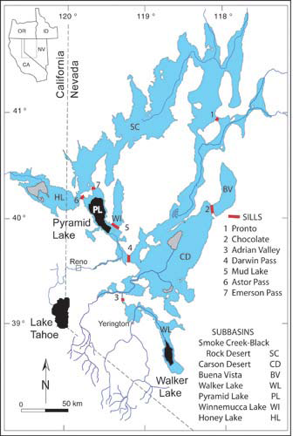 120°
119°
118°
OR
ID
NV
CA
California
Nevada
41°
1
SC
HL
6
7
PL
WI
5
BV
2
SILLS
1 Pronto
2 Chocolate
3 Adrian Valley
4 Darwin Pass
5 Mud Lake
6 Astor Pass
7 Emerson Pass
40°
Pyramid
Lake
4
CD
Reno
3
39°
Yerington
Lake
Tahoe
WL
Walker
Lake
SUBBASINS
Smoke Creek-Black
Rock Desert SC
Carson Desert CD
Buena Vista BV
Walker Lake WL
Pyramid Lake PL
Winnemucca Lake WI
Honey Lake HL
N
0 50 km